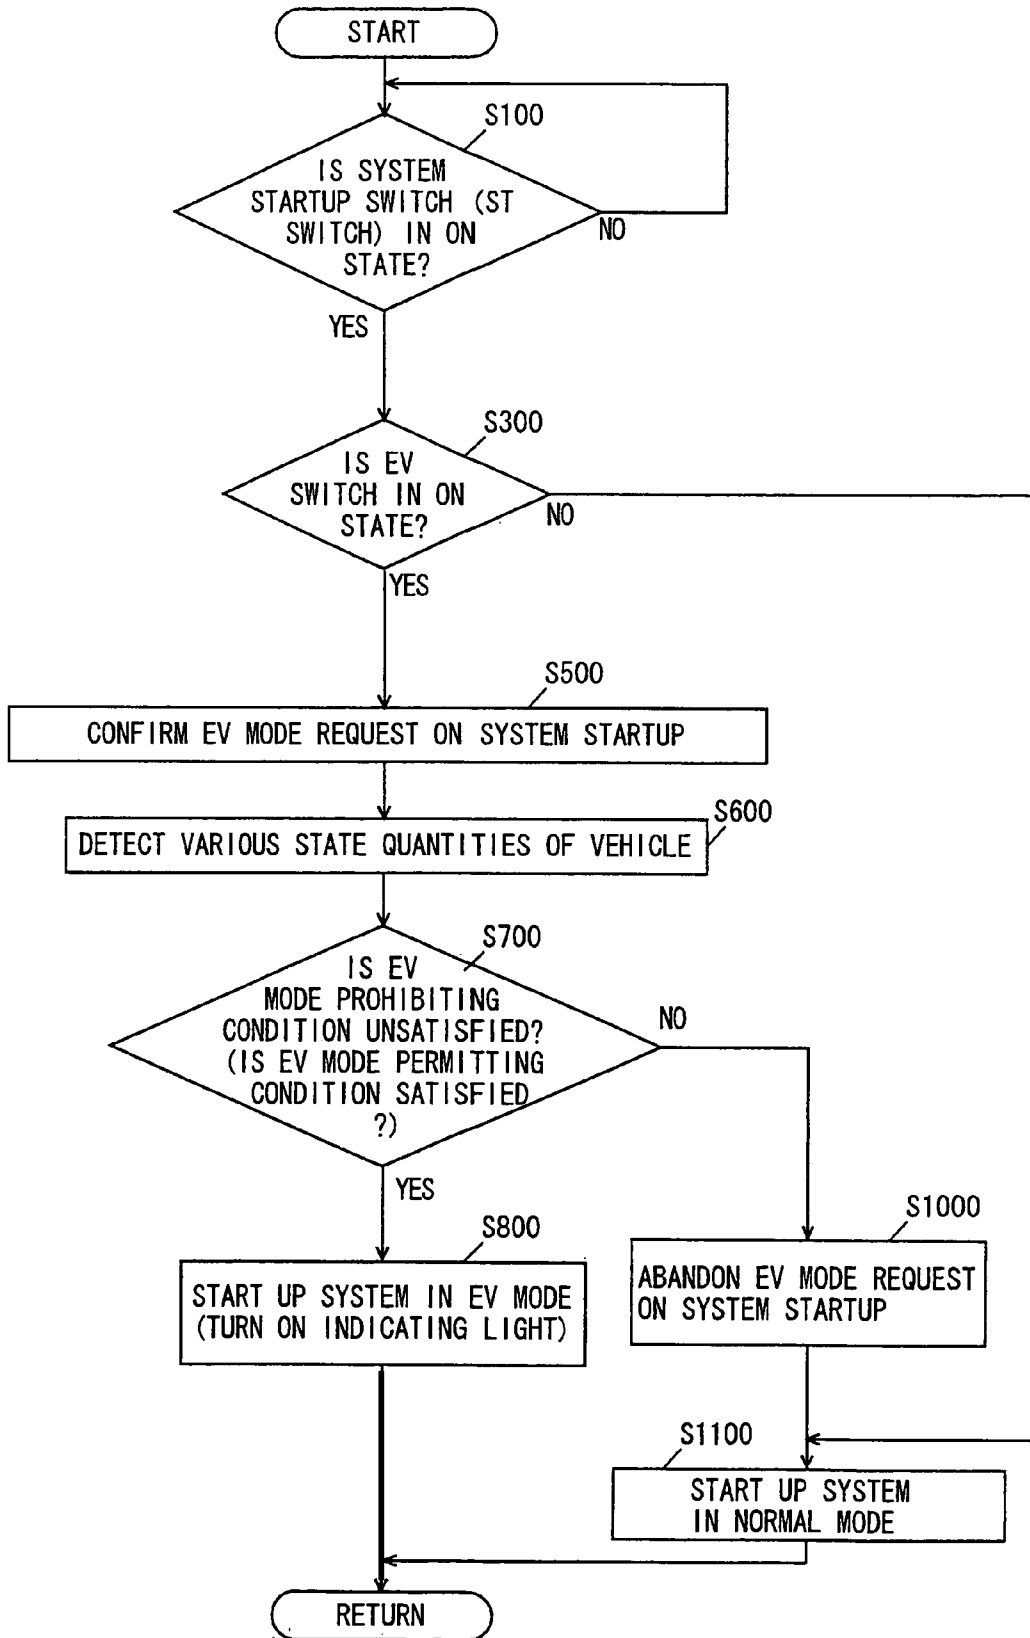 START
S100
IS SYSTEM
STARTUP SWITCH (ST
SWITCH) IN ON
STATE?
NO
YES
S300
IS EV
SWITCH IN ON
STATE?
NO
YES
S500
CONFIRM EV MODE REQUEST ON SYSTEM STARTUP
S600
DETECT VARIOUS STATE QUANTITIES OF VEHICLE
S700
IS EV
MODE PROHIBITING
CONDITION UNSATISFIED?
(IS EV MODE PERMITTING
CONDITION SATISFIED
?)
NO
YES
S800
START UP SYSTEM IN EV MODE
(TURN ON INDICATING LIGHT)
S1000
ABANDON EV MODE REQUEST
ON SYSTEM STARTUP
S1100
START UP SYSTEM
IN NORMAL MODE
RETURN